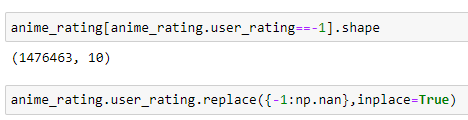 anime_rating[anime_rating.user_rating==-1].shape
(1476463, 10)
anime_rating.user_rating.replace({-1:np.nan},inplace=True)